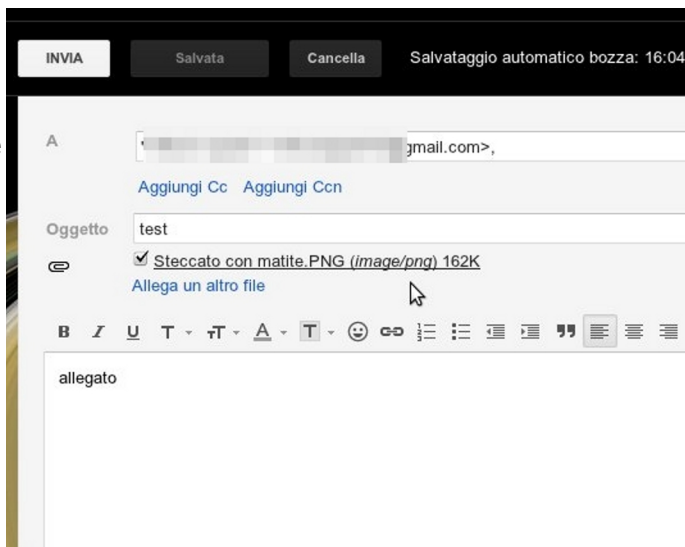 INVIA Salvata Cancella Salvataggio automatico bozza: 16:04
A gmail.com>,
Aggiungi Cc Aggiungi Ccn
Oggetto test
Steccato con matite.PNG (image/png) 162K
Allega un altro file
B I U T TT A T
allegato